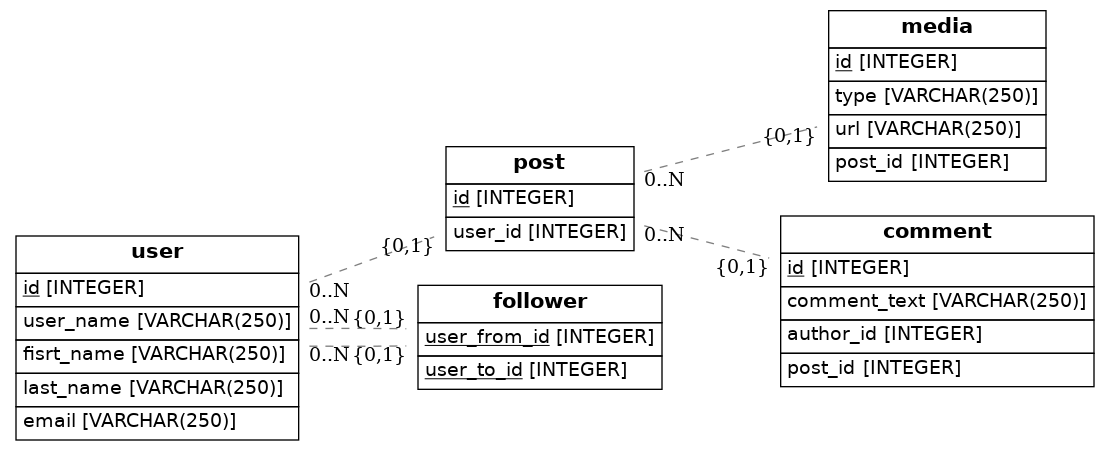 media
id [INTEGER]
type [VARCHAR(250)]
url [VARCHAR(250)]
post_id [INTEGER]
{0,1}
0..N
post
id [INTEGER]
user_id [INTEGER]
0..N
{0,1}
comment
id [INTEGER]
comment_text [VARCHAR(250)]
author_id [INTEGER]
post_id [INTEGER]
user
id [INTEGER]
user_name [VARCHAR(250)]
fisrt_name [VARCHAR(250)]
last_name [VARCHAR(250)]
email [VARCHAR(250)]
{0,1}
0..N
0..N {0,1}
0..N {0,1}
follower
user_from_id [INTEGER]
user_to_id [INTEGER]